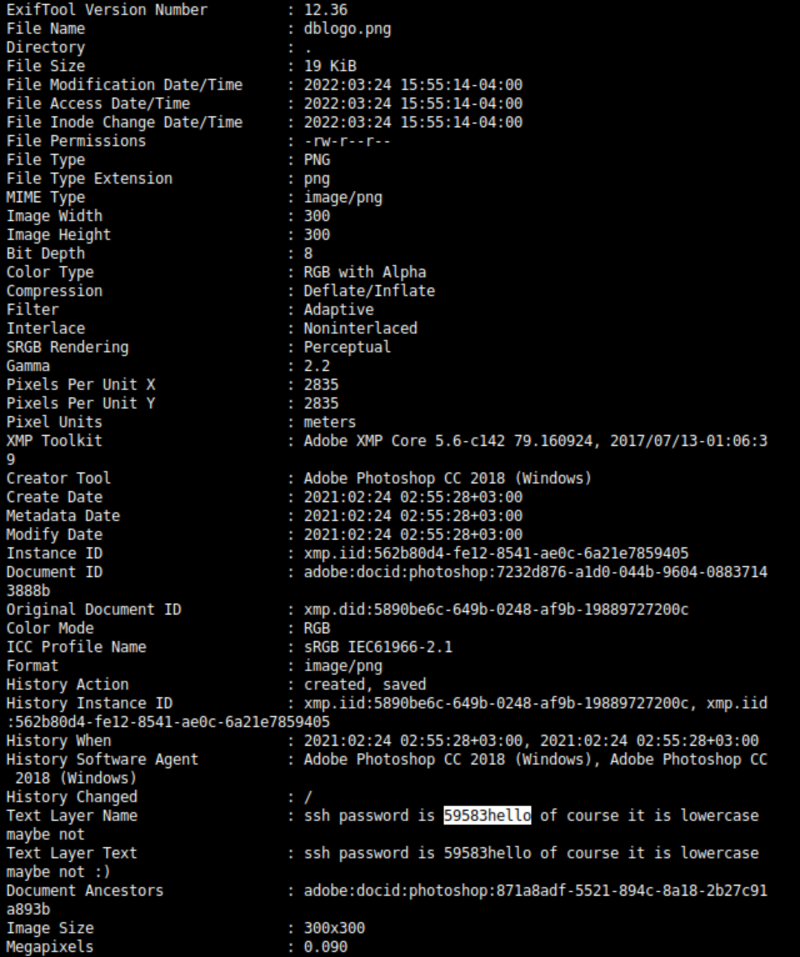 ExifTool Version Number : 12.36
File Name : dblogo.png
Directory : .
File Size : 19 KiB
File Modification Date/Time : 2022:03:24 15:55:14-04:00
File Access Date/Time : 2022:03:24 15:55:14-04:00
File Inode Change Date/Time : 2022:03:24 15:55:14-04:00
File Permissions : -rw-r--r--
File Type : PNG
File Type Extension : png
MIME Type : image/png
Image Width : 300
Image Height : 300
Bit Depth : 8
Color Type : RGB with Alpha
Compression : Deflate/Inflate
Filter : Adaptive
Interlace : Noninterlaced
SRGB Rendering : Perceptual
Gamma : 2.2
Pixels Per Unit X : 2835
Pixels Per Unit Y : 2835
Pixel Units : meters
XMP Toolkit : Adobe XMP Core 5.6-c142 79.160924, 2017/07/13-01:06:3
9
Creator Tool : Adobe Photoshop CC 2018 (Windows)
Create Date : 2021:02:24 02:55:28+03:00
Metadata Date : 2021:02:24 02:55:28+03:00
Modify Date : 2021:02:24 02:55:28+03:00
Instance ID : xmp.iid:562b80d4-fe12-8541-ae0c-6a21e7859405
Document ID : adobe:docid:photoshop:7232d876-a1d0-044b-9604-0883714
3888b
Original Document ID : xmp.did:5890be6c-649b-0248-af9b-19889727200c
Color Mode : RGB
ICC Profile Name : sRGB IEC61966-2.1
Format : image/png
History Action : created, saved
History Instance ID : xmp.iid:5890be6c-649b-0248-af9b-19889727200c, xmp.iid
:562b80d4-fe12-8541-ae0c-6a21e7859405
History When : 2021:02:24 02:55:28+03:00, 2021:02:24 02:55:28+03:00
History Software Agent : Adobe Photoshop CC 2018 (Windows), Adobe Photoshop CC
2018 (Windows)
History Changed : /
Text Layer Name : ssh password is 59583hello of course it is lowercase
maybe not
Text Layer Text : ssh password is 59583hello of course it is lowercase
maybe not :)
Document Ancestors : adobe:docid:photoshop:871a8adf-5521-894c-8a18-2b27c91
a893b
Image Size : 300x300
Megapixels : 0.090